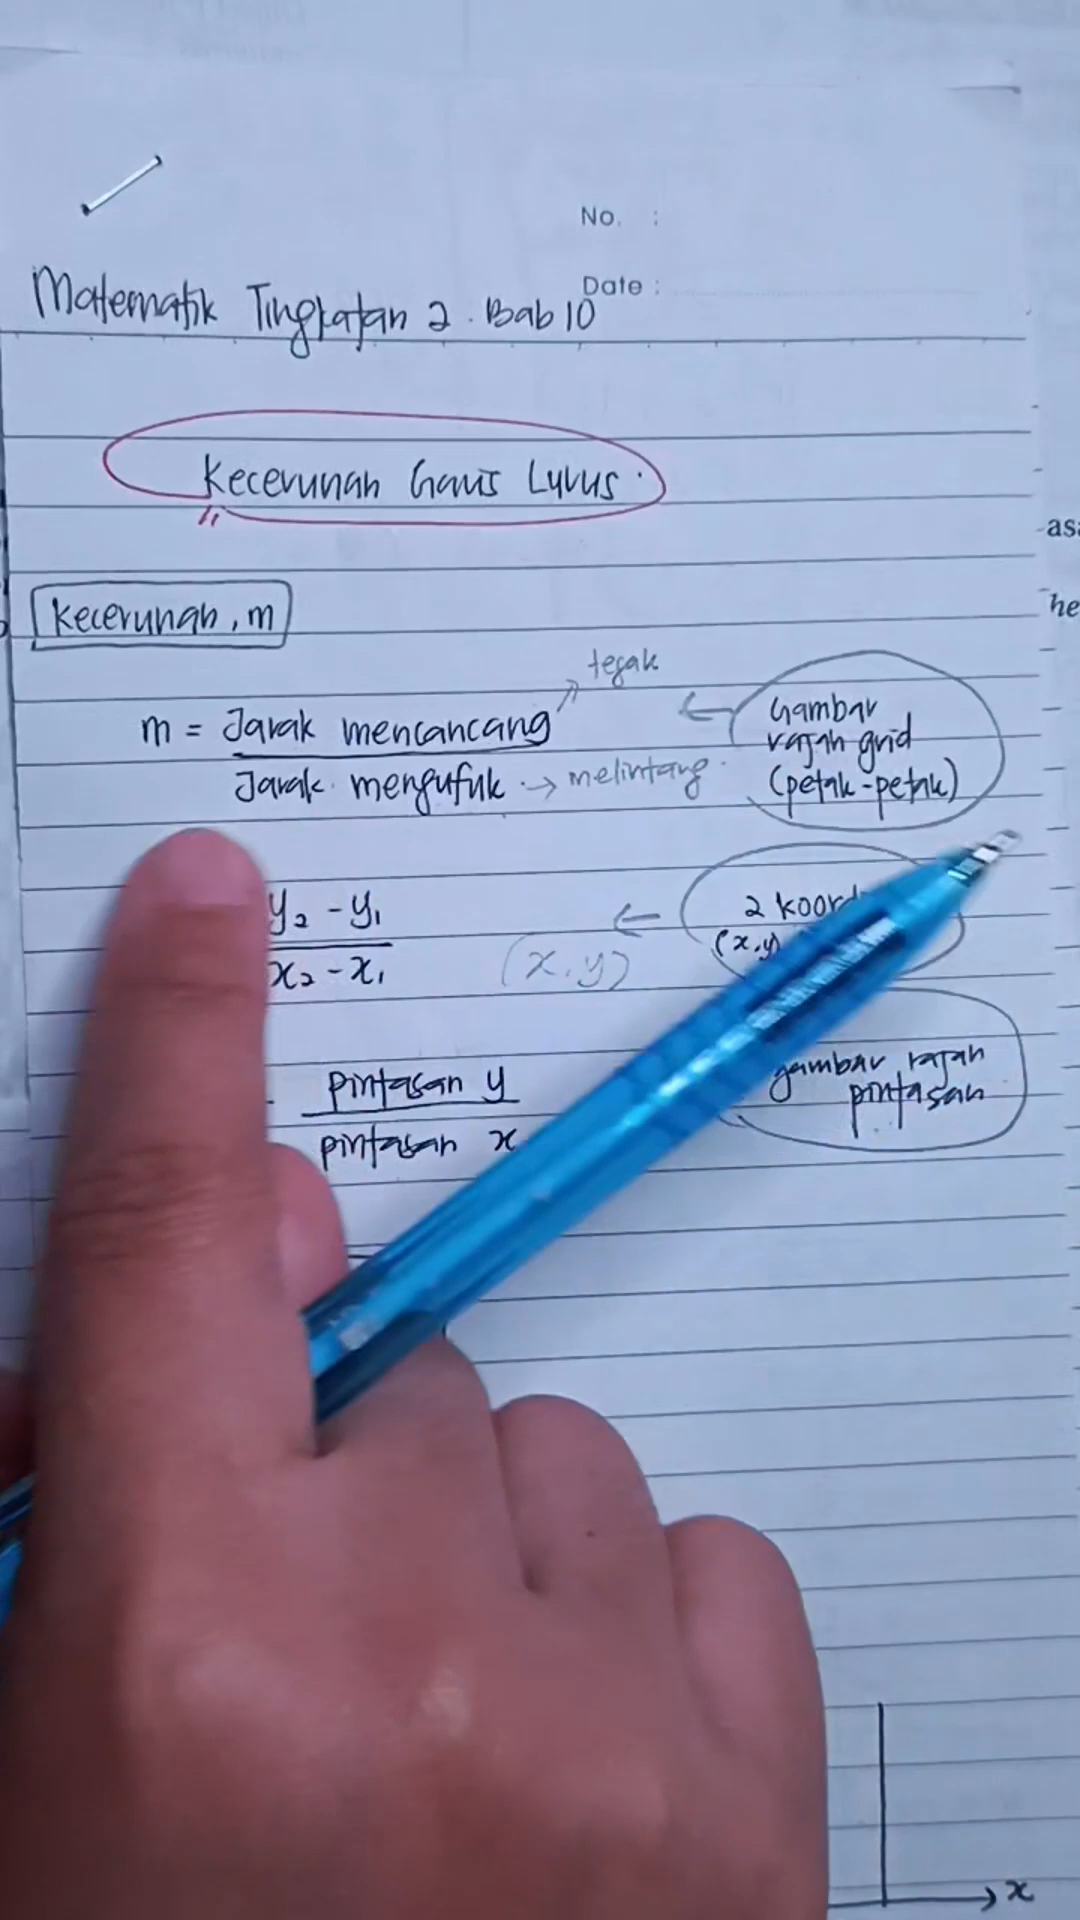 No. :
Date :
Matematik Tingkatan 2. Bab 10
Kecerunan Garis Lurus.
Kecerunan, m
tegak
m = Jarak mencancang
Jarak mengufuk → melintang.
← Gambar
rajah grid
(petak-petak)
y₂ - y₁
x₂ - x₁
(x,y)
← 2
(x,y)
- pintasan y
pintasan x
gambar rajah
pintasan
x